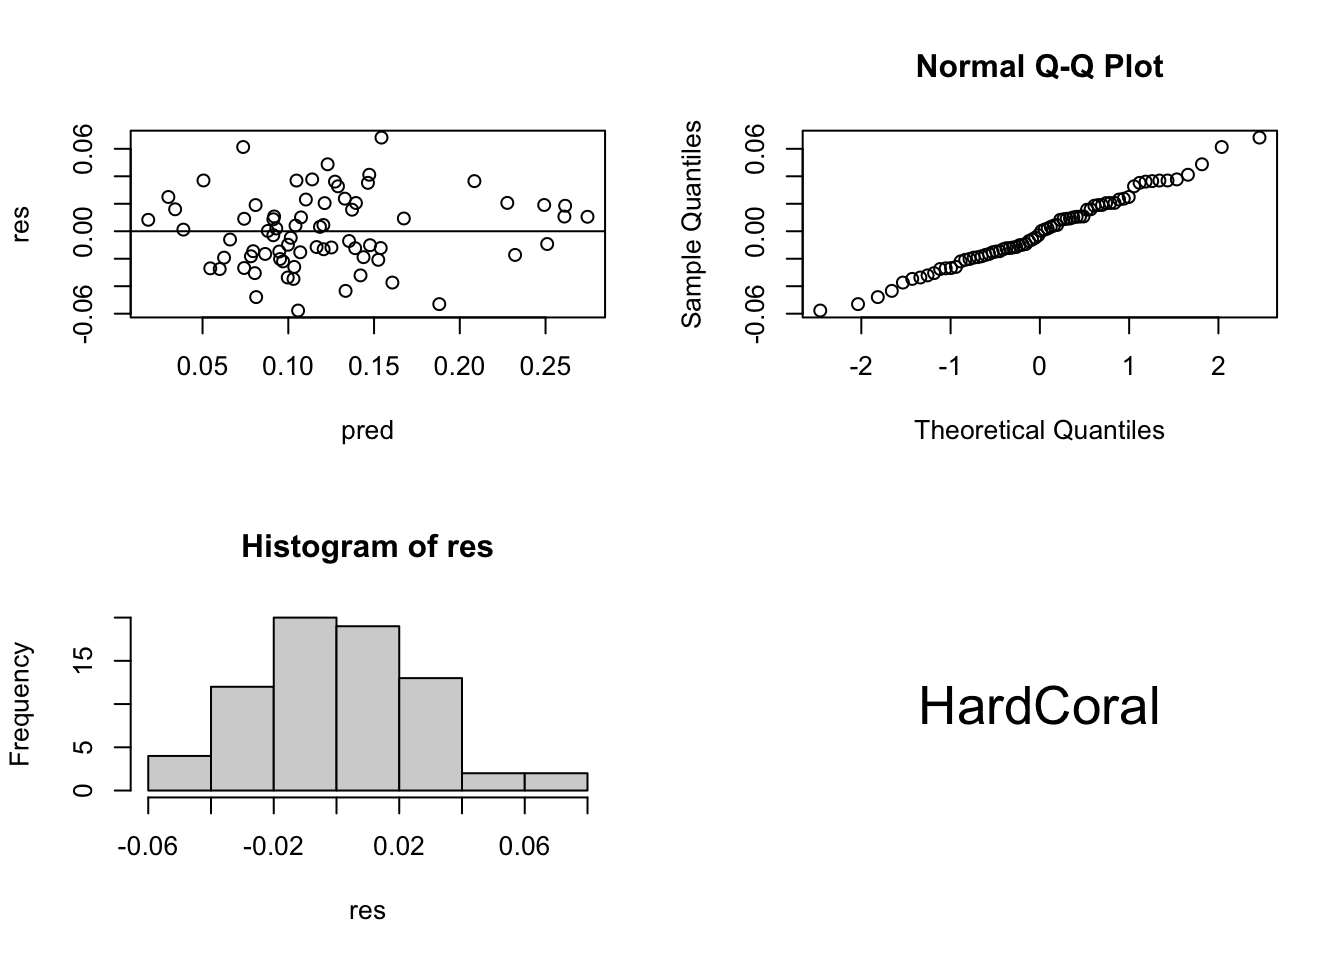 res
0.06
0.00
-0.06
0.05 0.10 0.15 0.20 0.25
pred
Normal Q-Q Plot
Sample Quantiles
0.06
0.00
-0.06
-2 -1 0 1 2
Theoretical Quantiles
Histogram of res
Frequency
15
5
0
-0.06 -0.02 0.02 0.06
res
HardCoral